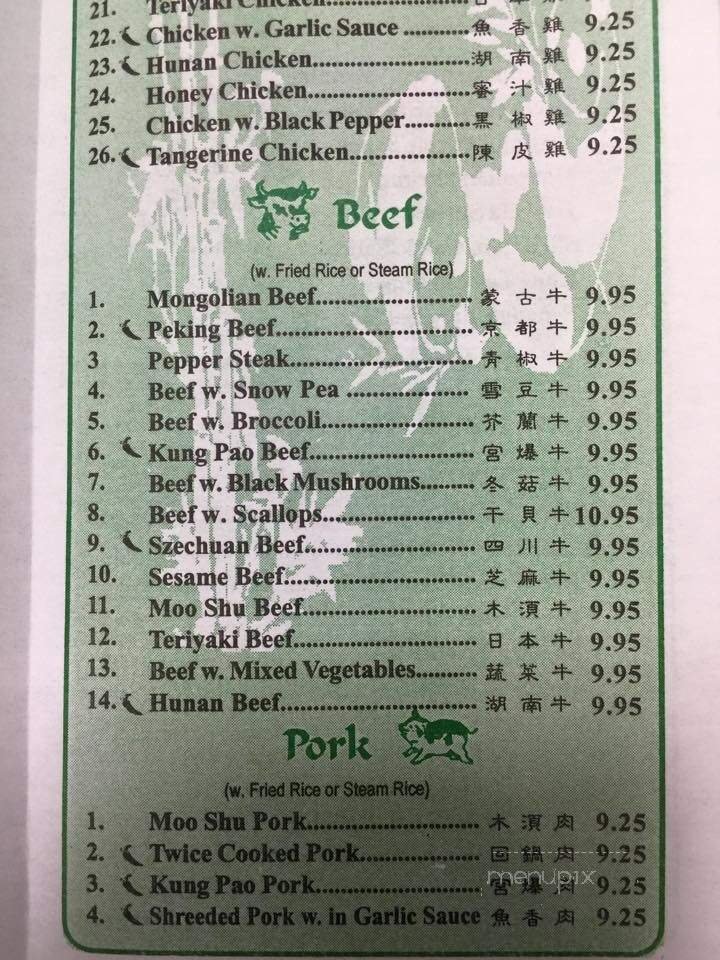 21. Teriyaki Chicken
22. Chicken w. Garlic Sauce 魚香雞 9.25
23. Hunan Chicken 湖南雞 9.25
24. Honey Chicken 蜜汁雞 9.25
25. Chicken w. Black Pepper 黑椒雞 9.25
26. Tangerine Chicken 陳皮雞 9.25
Beef
(w. Fried Rice or Steam Rice)
1. Mongolian Beef 蒙古牛 9.95
2. Peking Beef 京都牛 9.95
3 Pepper Steak 青椒牛 9.95
4. Beef w. Snow Pea 雪豆牛 9.95
5. Beef w. Broccoli 芥蘭牛 9.95
6. Kung Pao Beef 宮爆牛 9.95
7. Beef w. Black Mushrooms 冬菇牛 9.95
8. Beef w. Scallops 干貝牛 10.95
9. Szechuan Beef 四川牛 9.95
10. Sesame Beef 芝麻牛 9.95
11. Moo Shu Beef 木須牛 9.95
12. Teriyaki Beef 日本牛 9.95
13. Beef w. Mixed Vegetables 蔬菜牛 9.95
14. Hunan Beef 湖南牛 9.95
Pork
(w. Fried Rice or Steam Rice)
1. Moo Shu Pork 木須肉 9.25
2. Twice Cooked Pork 回鍋肉 9.25
menupix
3. Kung Pao Pork 宮爆肉 9.25
4. Shreeded Pork w. in Garlic Sauce 魚香肉 9.25